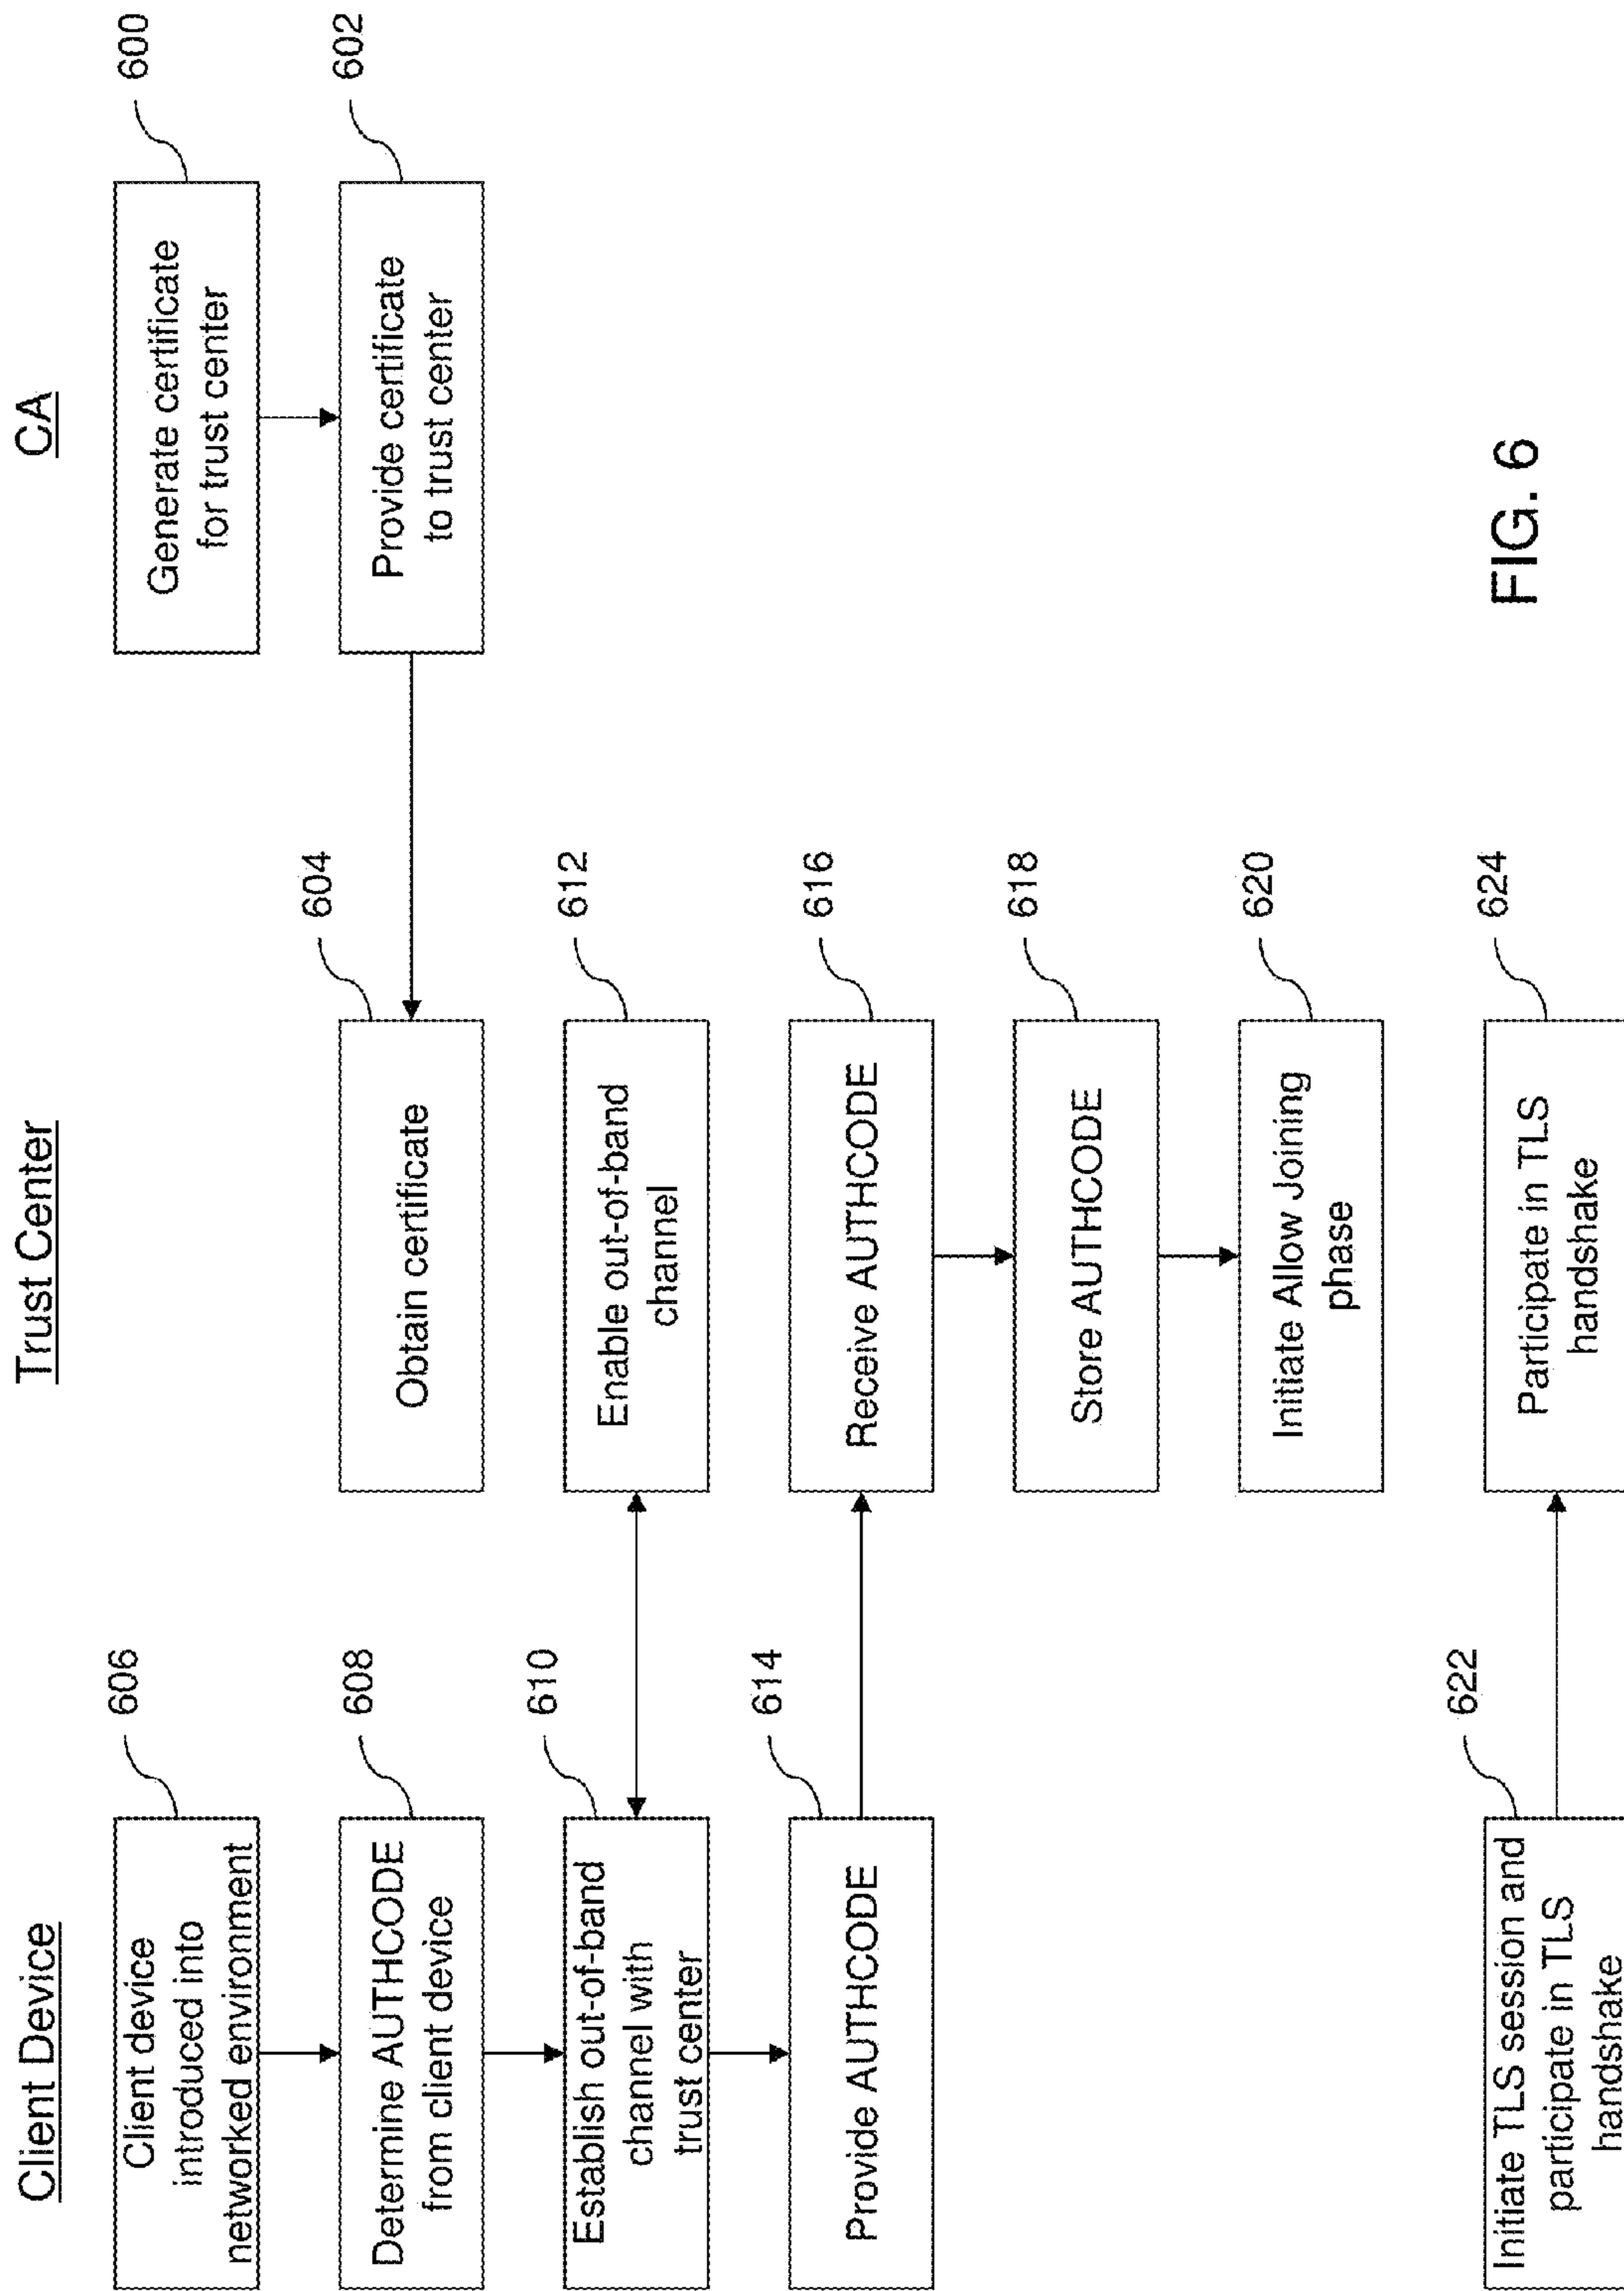 Client Device
Trust Center
CA
606
Client device
introduced into
networked environment
600
Generate certificate
for trust center
608
Determine AUTHCODE
from client device
604
Obtain certificate
602
Provide certificate
to trust center
610
Establish out-of-band
channel with
trust center
612
Enable out-of-band
channel
614
Provide AUTHCODE
616
Receive AUTHCODE
618
Store AUTHCODE
620
Initiate Allow Joining
phase
622
Initiate TLS session and
participate in TLS
handshake
624
Participate in TLS
handshake
FIG. 6